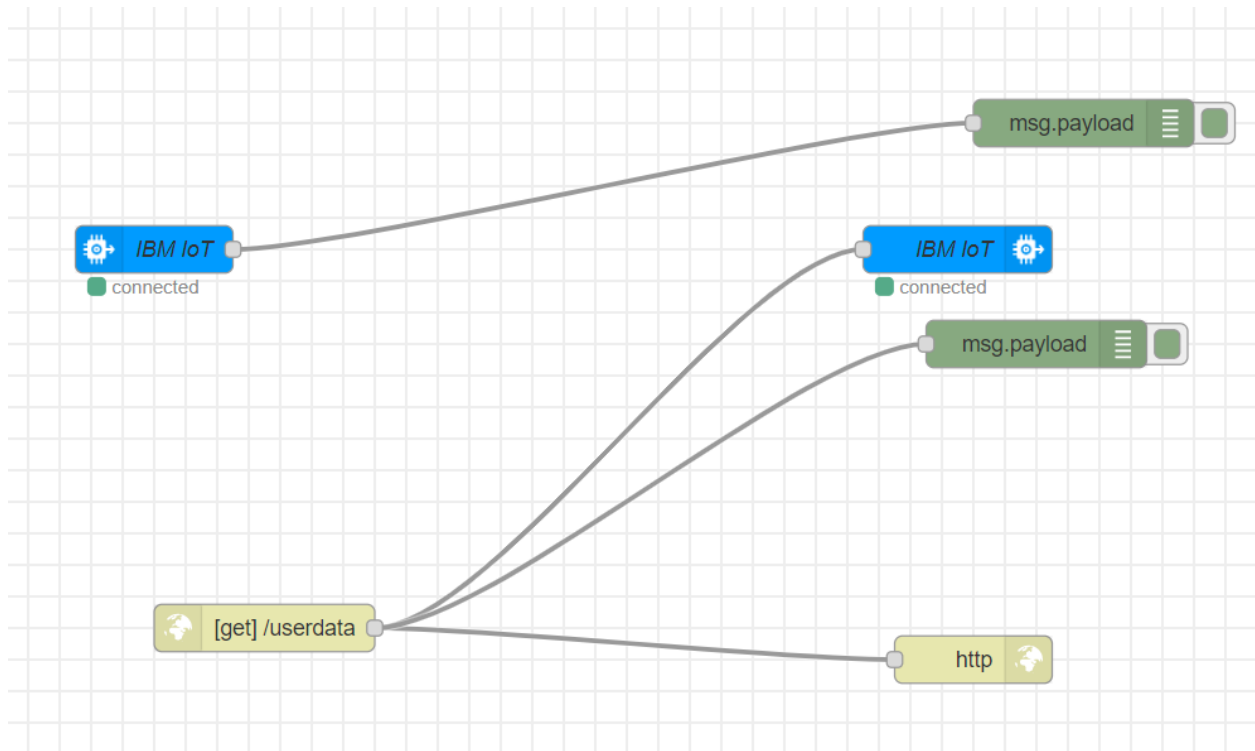 msg.payload
IBM IoT
connected
IBM IoT
connected
msg.payload
[get] /userdata
http